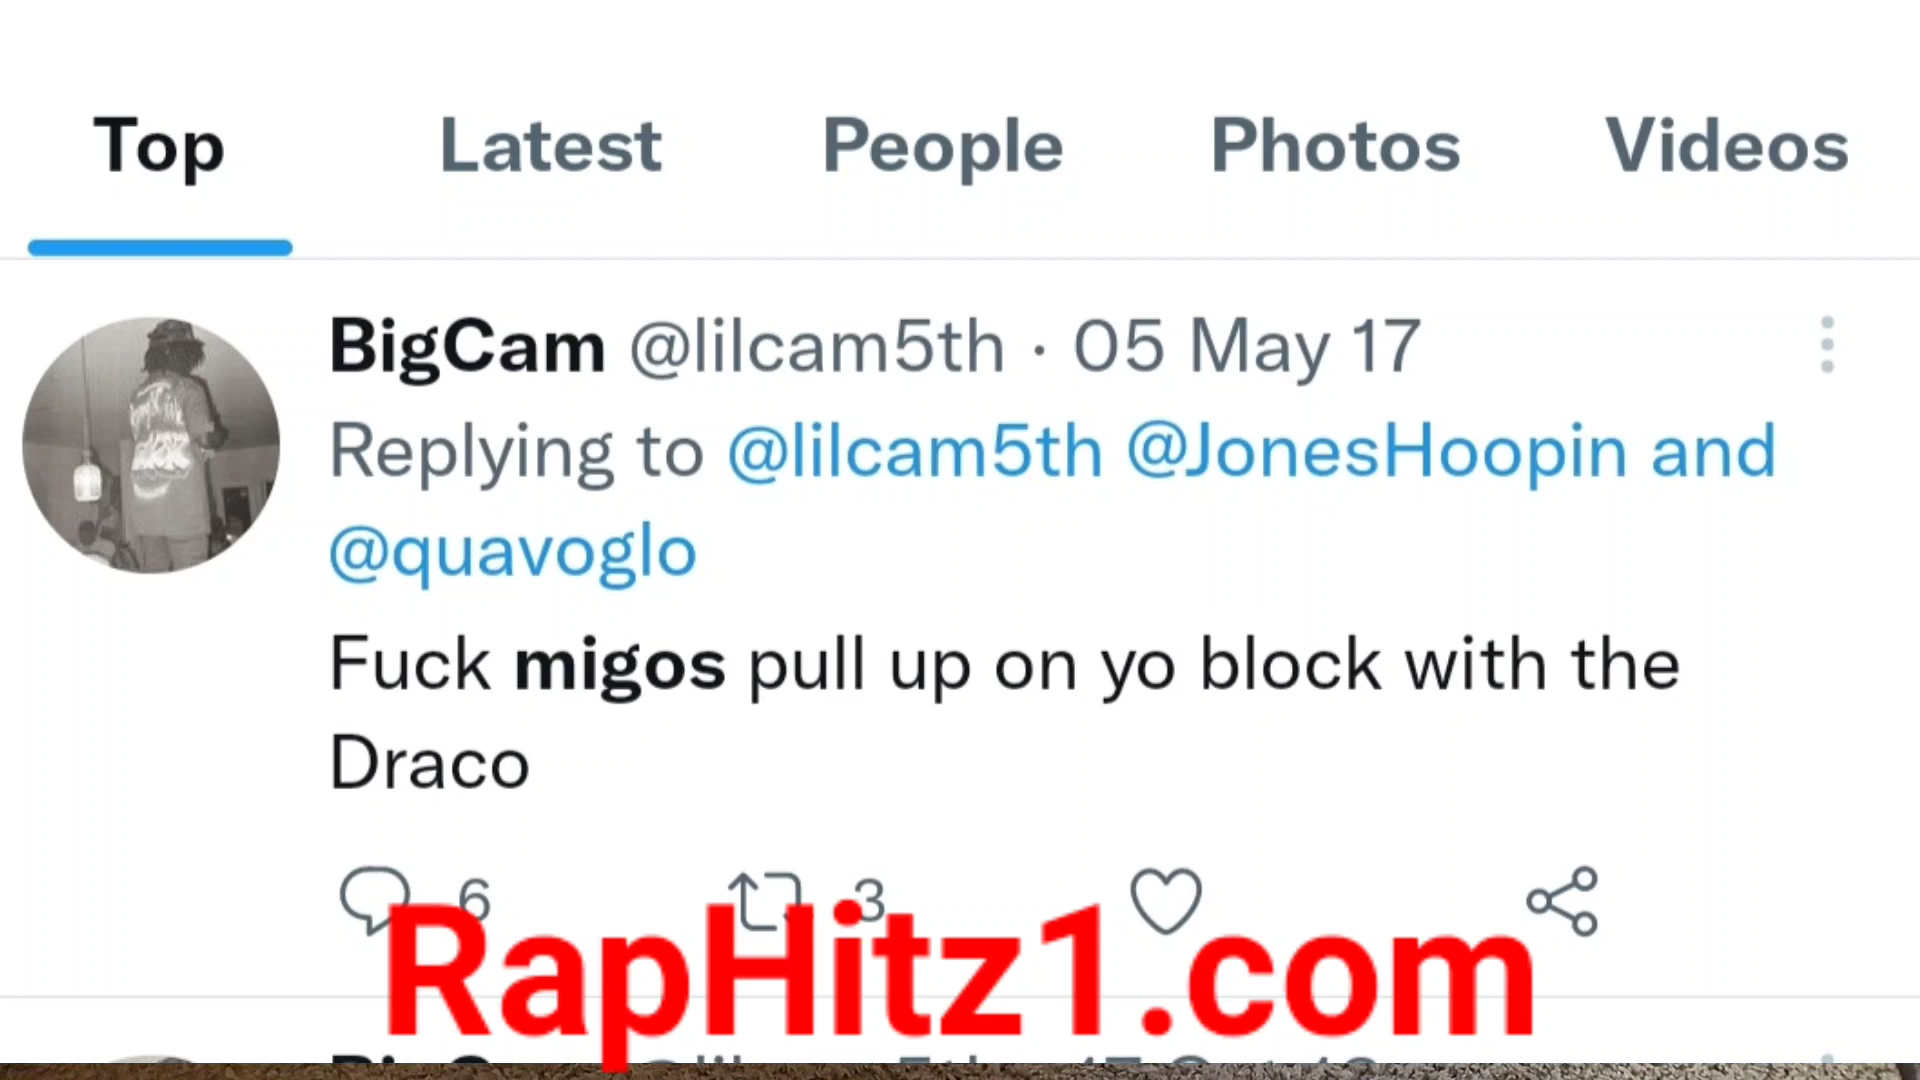 Top Latest People Photos Videos
BigCam @lilcam5th · 05 May 17
Replying to @lilcam5th @JonesHoopin and
@quavoglo
Fuck migos pull up on yo block with the
Draco
6 3
RapHitz1.com